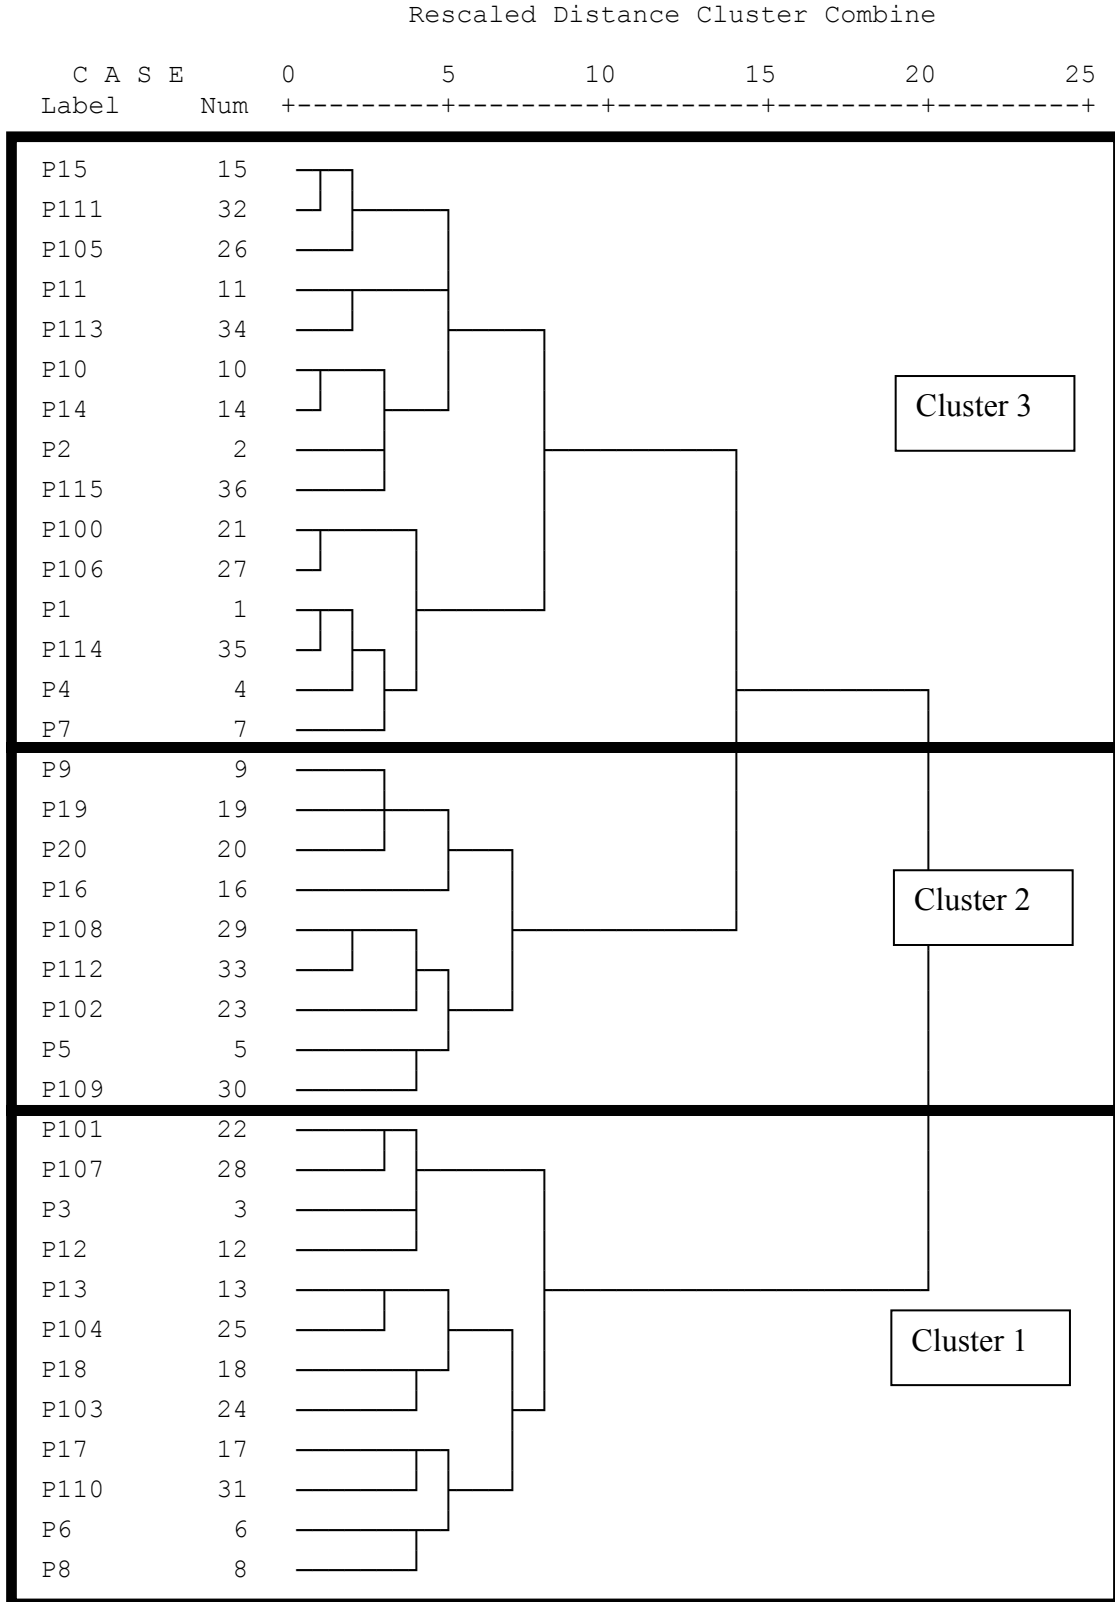 Rescaled Distance Cluster Combine
C A S E 0 5 10 15 20 25
Label Num +---------+---------+---------+---------+---------+
P15 15
P111 32
P105 26
P11 11
P113 34
P10 10
P14 14
Cluster 3
P2 2
P115 36
P100 21
P106 27
P1 1
P114 35
P4 4
P7 7
P9 9
P19 19
P20 20
P16 16
Cluster 2
P108 29
P112 33
P102 23
P5 5
P109 30
P101 22
P107 28
P3 3
P12 12
P13 13
P104 25
Cluster 1
P18 18
P103 24
P17 17
P110 31
P6 6
P8 8